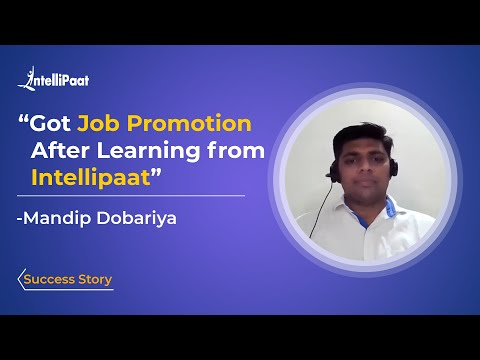 IntelliPaat
“Got Job Promotion
After Learning from
Intellipaat”
-Mandip Dobariya
Success Story